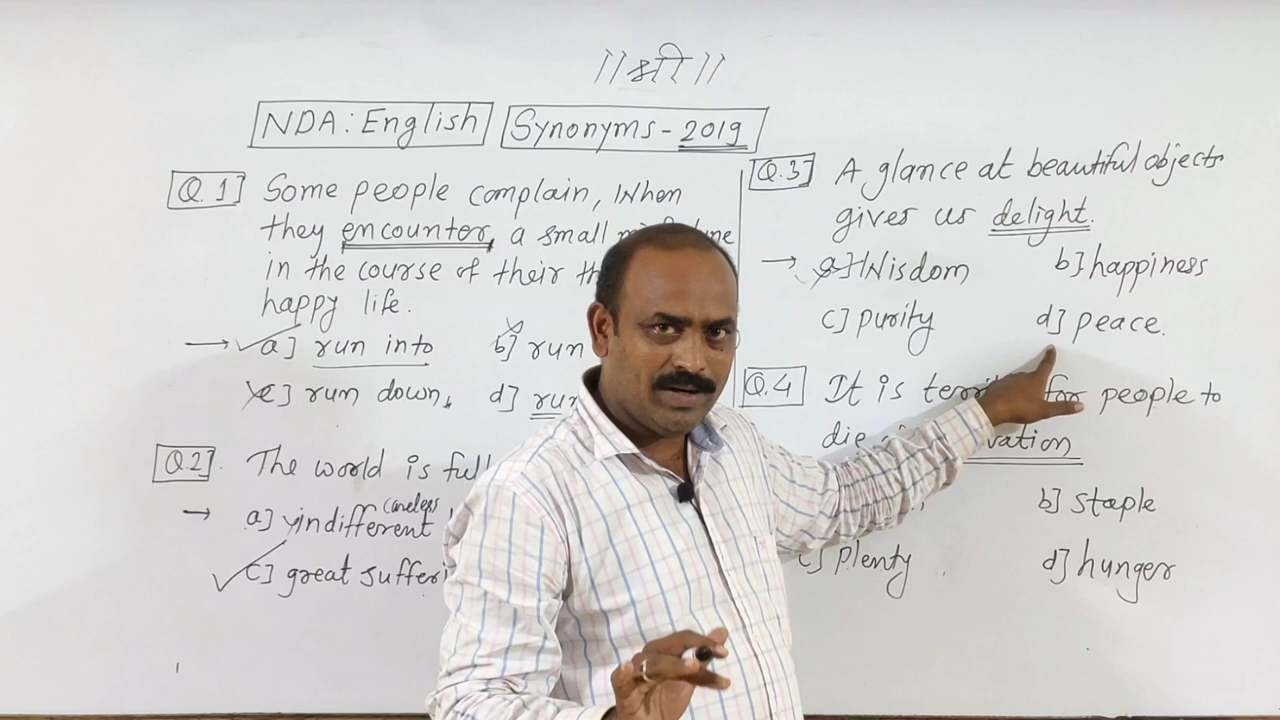 ।।श्री।।
NDA: English Synonyms - 2019
Q.1] Some people complain, when
they encounter, a small
in the course of their
happy life.
→ a] run into b] run
c] run down, d]
Q.2]. The world is full
(careless
→ a] indifferent
c] great
Q.3] A glance at beautiful objects
gives us delight.
→ a] Wisdom b] happiness
c] purity d] peace.
Q.4 It is for people to
die
b] staple
c] plenty d] hunger